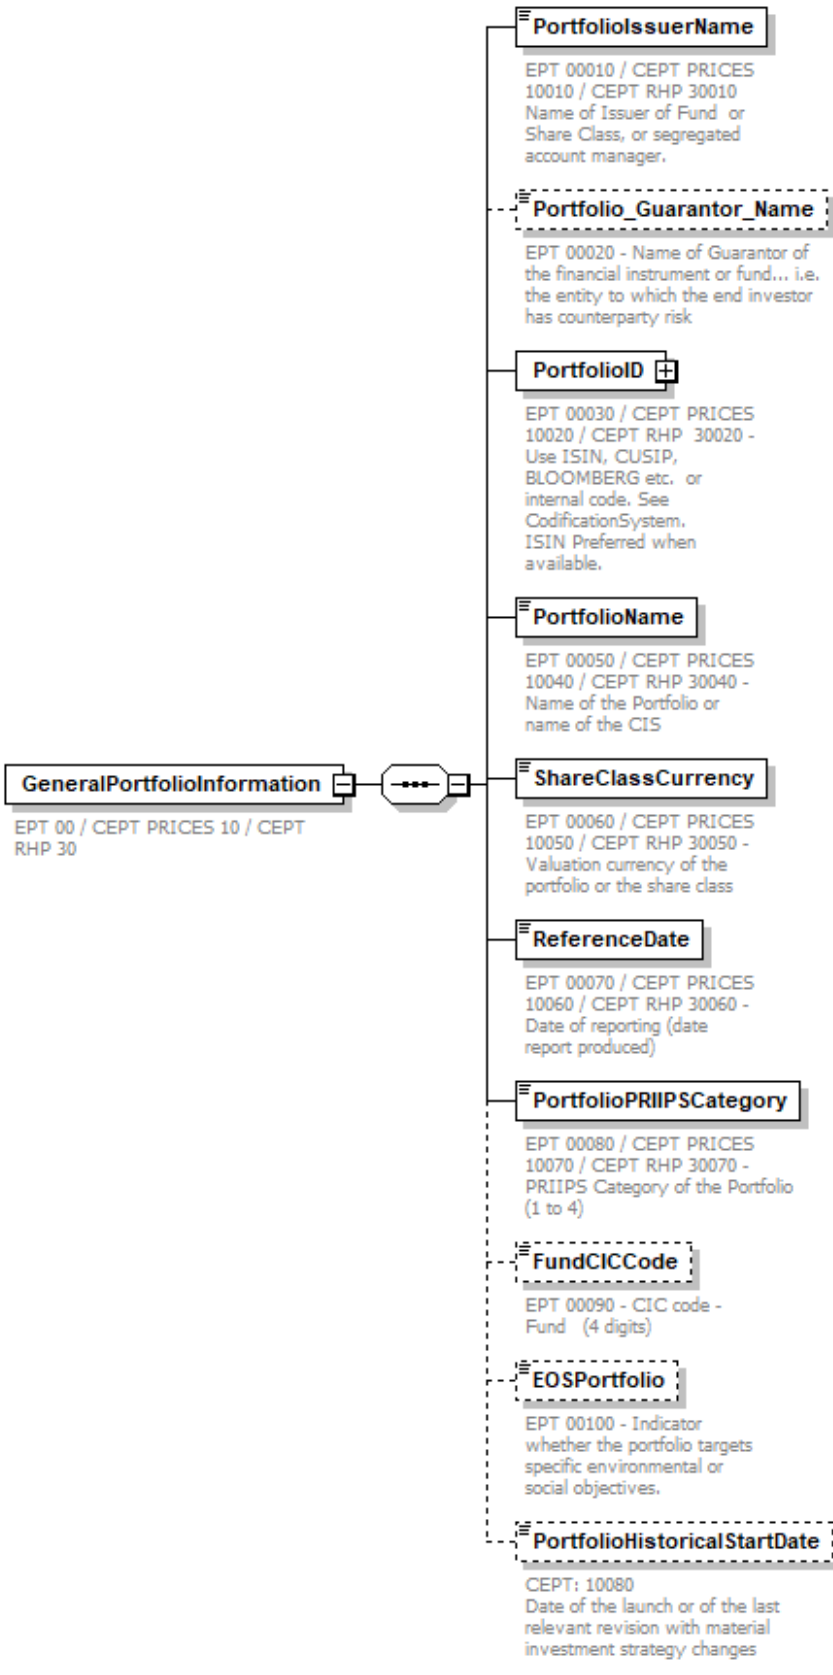 PortfolioIssuerName
EPT 00010 / CEPT PRICES
10010 / CEPT RHP 30010
Name of Issuer of Fund or
Share Class, or segregated
account manager.
Portfolio_Guarantor_Name
EPT 00020 - Name of Guarantor of
the financial instrument or fund... i.e.
the entity to which the end investor
has counterparty risk
PortfolioID
EPT 00030 / CEPT PRICES
10020 / CEPT RHP 30020 -
Use ISIN, CUSIP,
BLOOMBERG etc. or
internal code. See
CodificationSystem.
ISIN Preferred when
available.
PortfolioName
EPT 00050 / CEPT PRICES
10040 / CEPT RHP 30040 -
Name of the Portfolio or
name of the CIS
GeneralPortfolioInformation
EPT 00 / CEPT PRICES 10 / CEPT
RHP 30
ShareClassCurrency
EPT 00060 / CEPT PRICES
10050 / CEPT RHP 30050 -
Valuation currency of the
portfolio or the share class
ReferenceDate
EPT 00070 / CEPT PRICES
10060 / CEPT RHP 30060 -
Date of reporting (date
report produced)
PortfolioPRIIPSCategory
EPT 00080 / CEPT PRICES
10070 / CEPT RHP 30070 -
PRIIPS Category of the Portfolio
(1 to 4)
FundCICCode
EPT 00090 - CIC code -
Fund (4 digits)
EOSPortfolio
EPT 00100 - Indicator
whether the portfolio targets
specific environmental or
social objectives.
PortfolioHistoricalStartDate
CEPT: 10080
Date of the launch or of the last
relevant revision with material
investment strategy changes